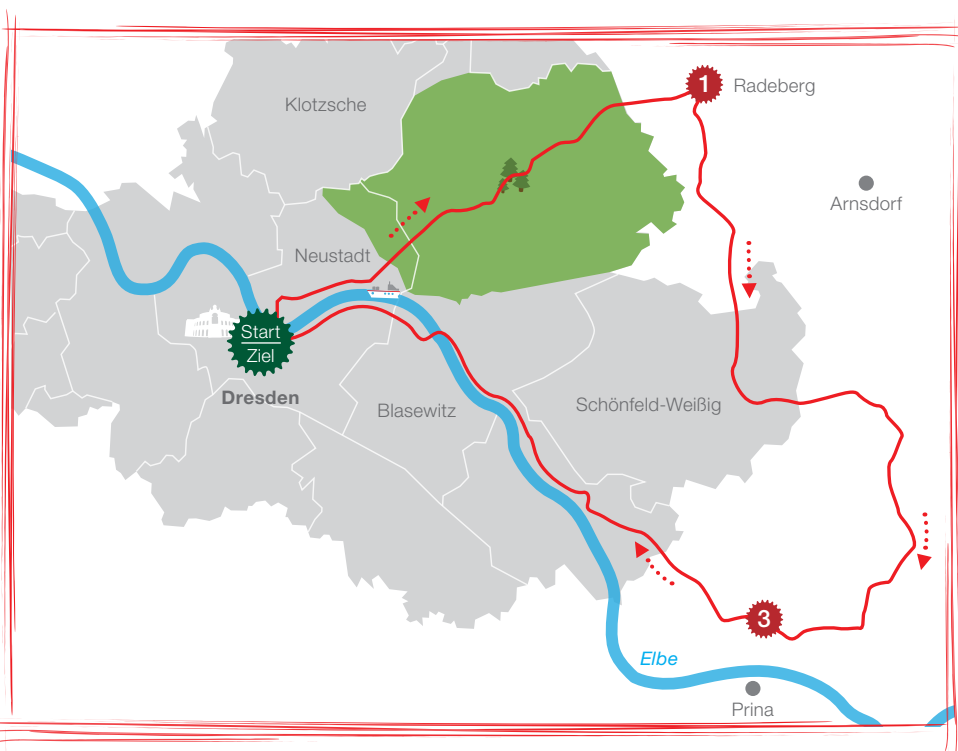 1
Radeberg
Klotzsche
Arnsdorf
Neustadt
Start
Ziel
Dresden
Blasewitz
Schönfeld-Weißig
3
Elbe
Prina